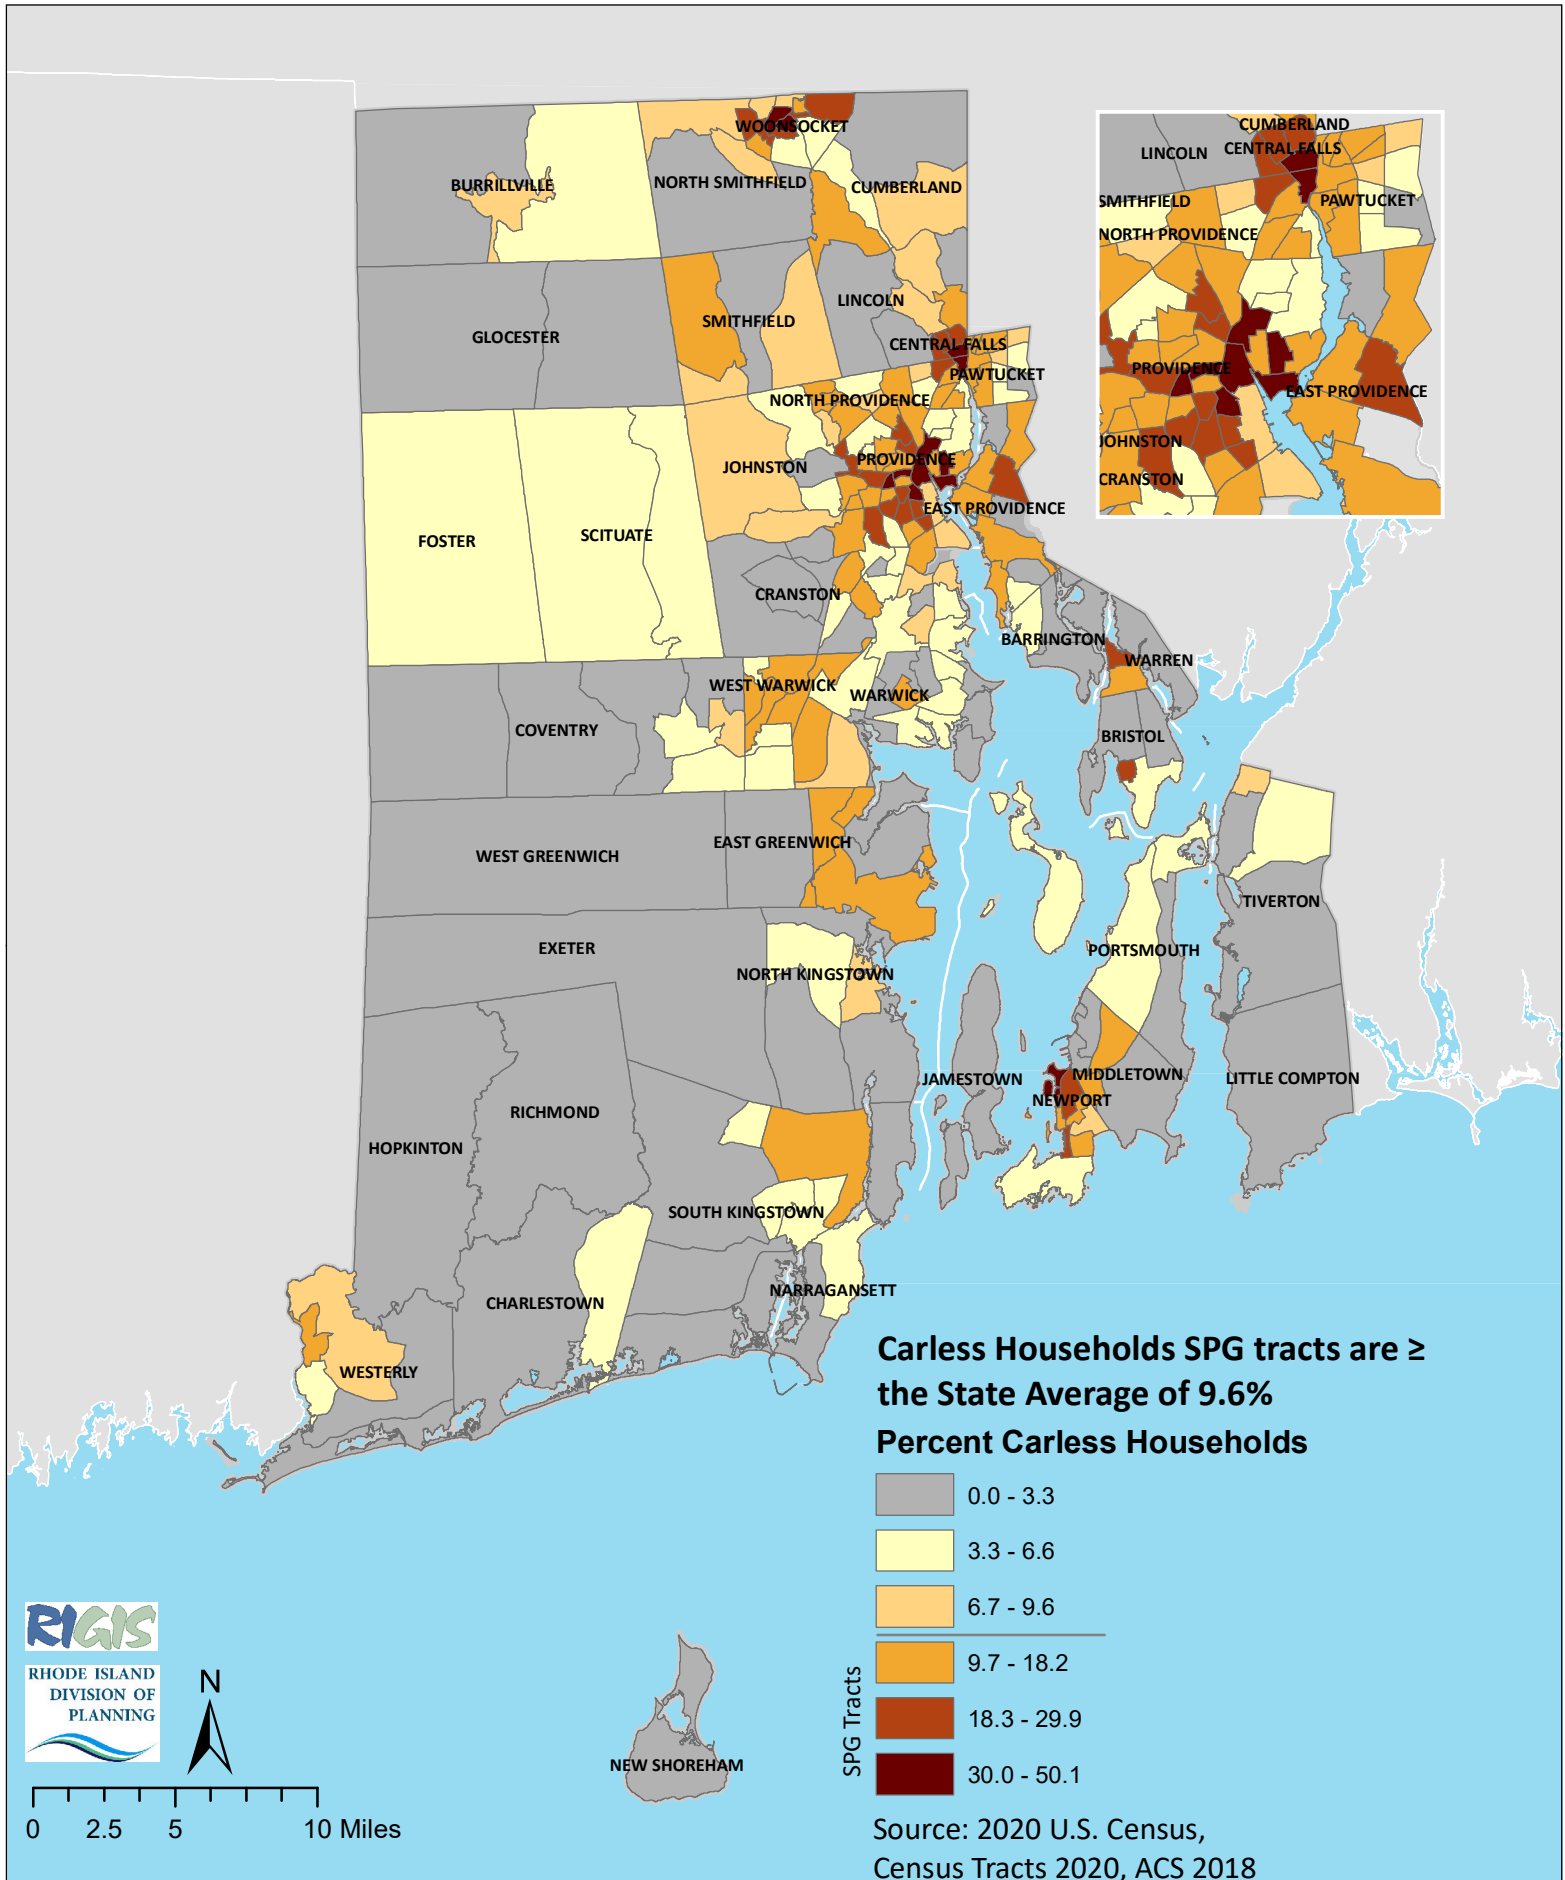 WOONSOCKET
BURRILLVILLE
NORTH SMITHFIELD
CUMBERLAND
GLOCESTER
SMITHFIELD
LINCOLN
CENTRAL FALLS
PAWTUCKET
NORTH PROVIDENCE
JOHNSTON
PROVIDENCE
EAST PROVIDENCE
FOSTER
SCITUATE
CRANSTON
BARRINGTON
WARREN
WEST WARWICK
WARWICK
COVENTRY
BRISTOL
WEST GREENWICH
EAST GREENWICH
TIVERTON
EXETER
NORTH KINGSTOWN
PORTSMOUTH
JAMESTOWN
MIDDLETOWN
LITTLE COMPTON
NEWPORT
RICHMOND
HOPKINTON
SOUTH KINGSTOWN
NARRAGANSETT
CHARLESTOWN
WESTERLY
NEW SHOREHAM
CUMBERLAND
LINCOLN
CENTRAL FALLS
SMITHFIELD
PAWTUCKET
NORTH PROVIDENCE
PROVIDENCE
EAST PROVIDENCE
JOHNSTON
CRANSTON
Carless Households SPG tracts are ≥
the State Average of 9.6%
Percent Carless Households
0.0 - 3.3
3.3 - 6.6
6.7 - 9.6
SPG Tracts
9.7 - 18.2
18.3 - 29.9
30.0 - 50.1
Source: 2020 U.S. Census,
Census Tracts 2020, ACS 2018
RIGIS
RHODE ISLAND
DIVISION OF
PLANNING
N
0 2.5 5 10 Miles